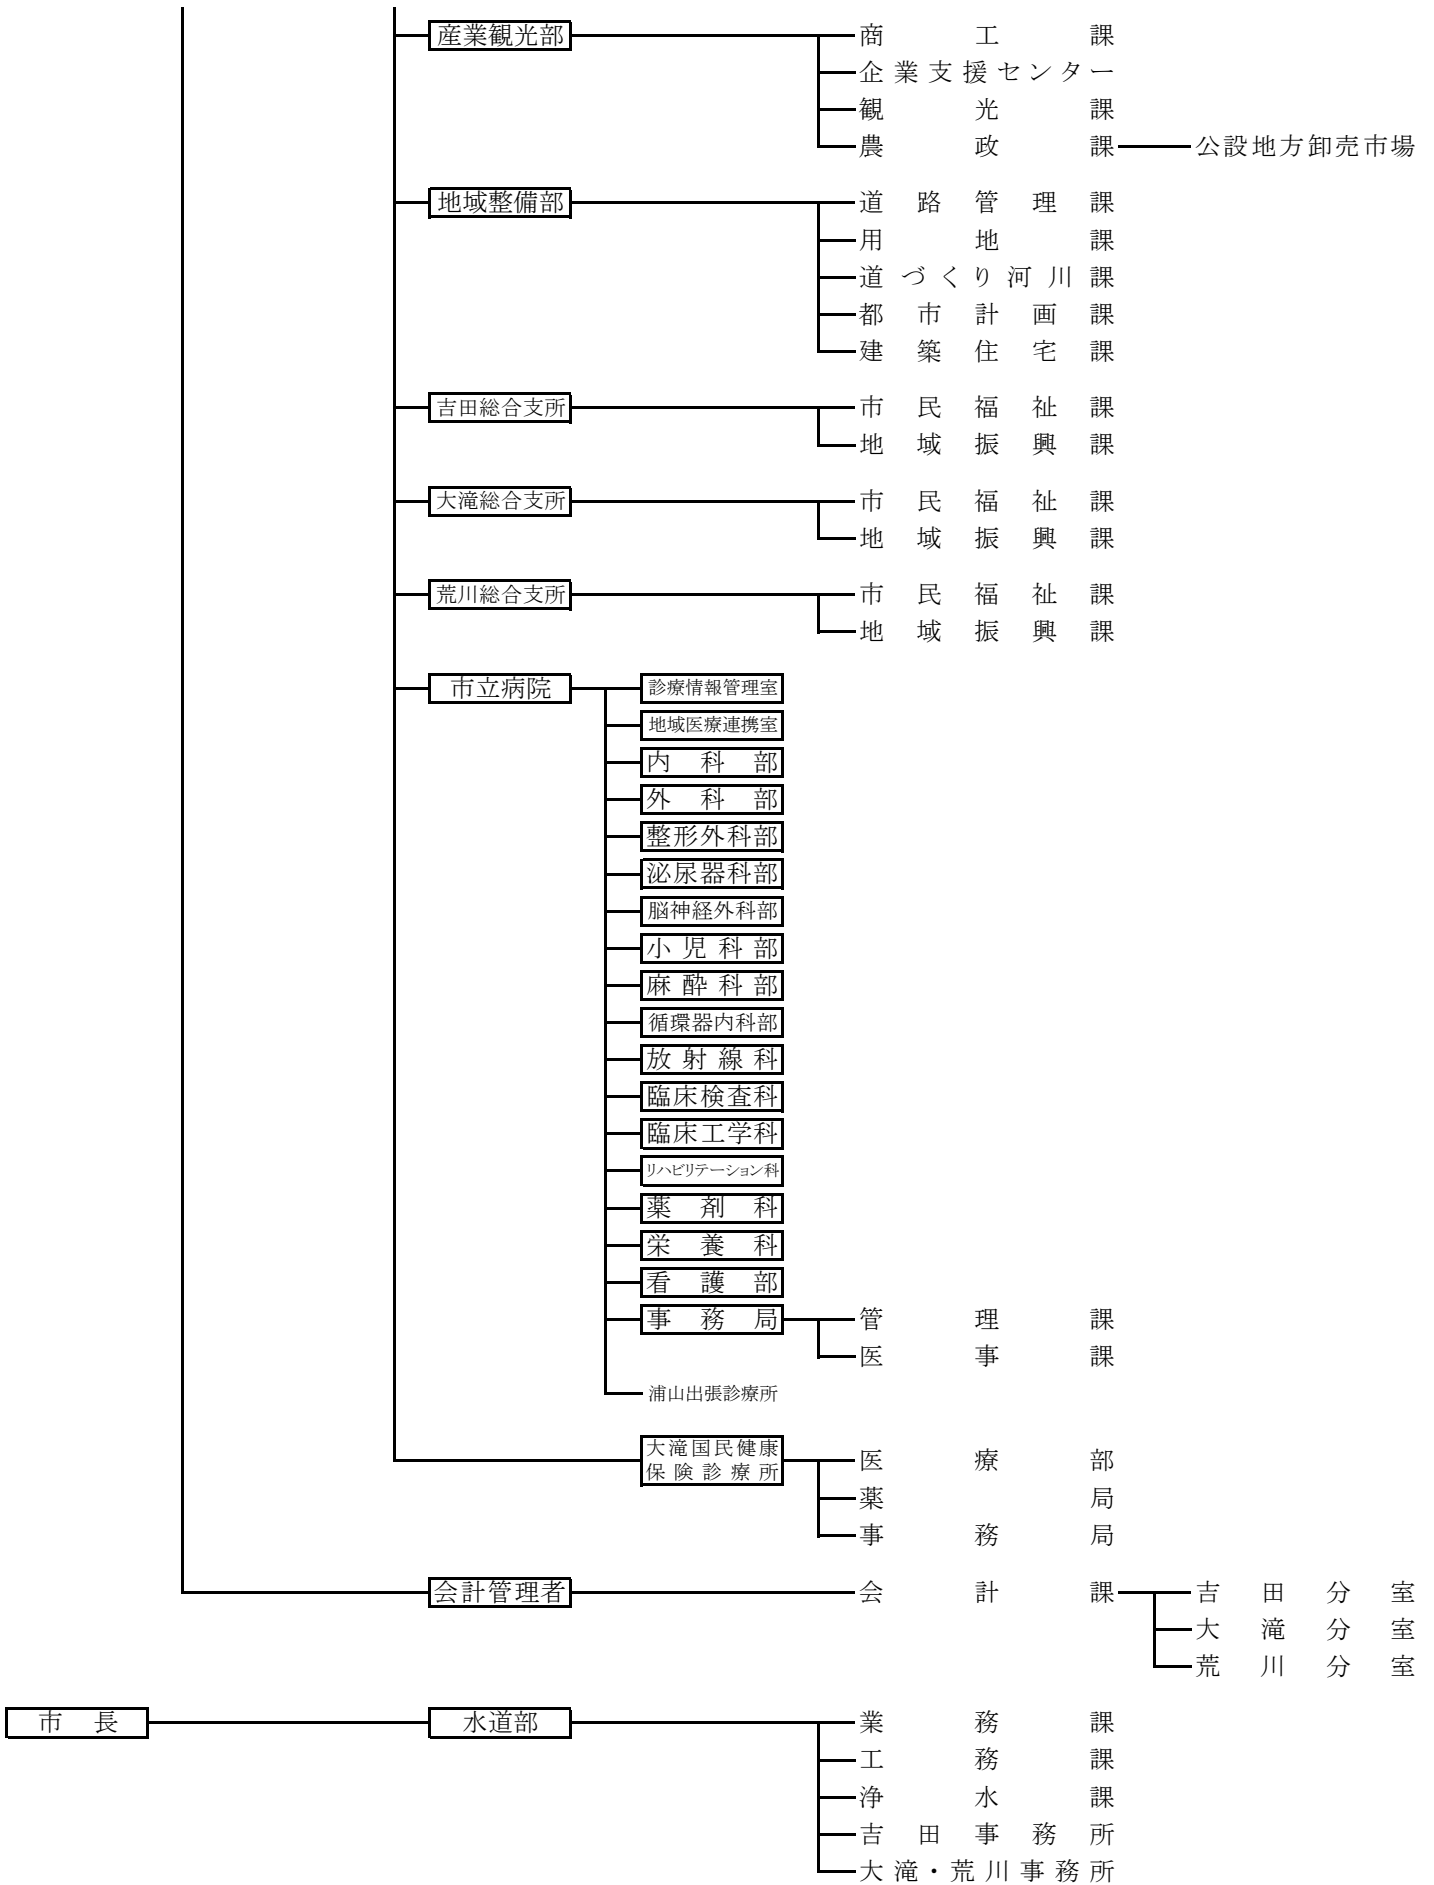 産業観光部 商工課
企業支援センター
観光課
農政課 公設地方卸売市場
地域整備部 道路管理課
用地課
道づくり河川課
都市計画課
建築住宅課
吉田総合支所 市民福祉課
地域振興課
大滝総合支所 市民福祉課
地域振興課
荒川総合支所 市民福祉課
地域振興課
市立病院 診療情報管理室
地域医療連携室
内科部
外科部
整形外科部
泌尿器科部
脳神経外科部
小児科部
麻酔科部
循環器内科部
放射線科
臨床検査科
臨床工学科
リハビリテーション科
薬剤科
栄養科
看護部
事務局 管理課
医事課
浦山出張診療所
大滝国民健康
保険診療所 医療部
薬局
事務局
会計管理者 会計課 吉田分室
大滝分室
荒川分室
市長 水道部 業務課
工務課
浄水課
吉田事務所
大滝・荒川事務所